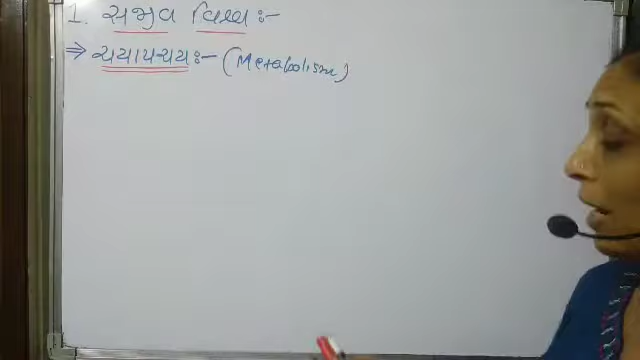 1. સજીવ વિશ્વ :-
⇒ ચયાપચય :- (Metabolism)